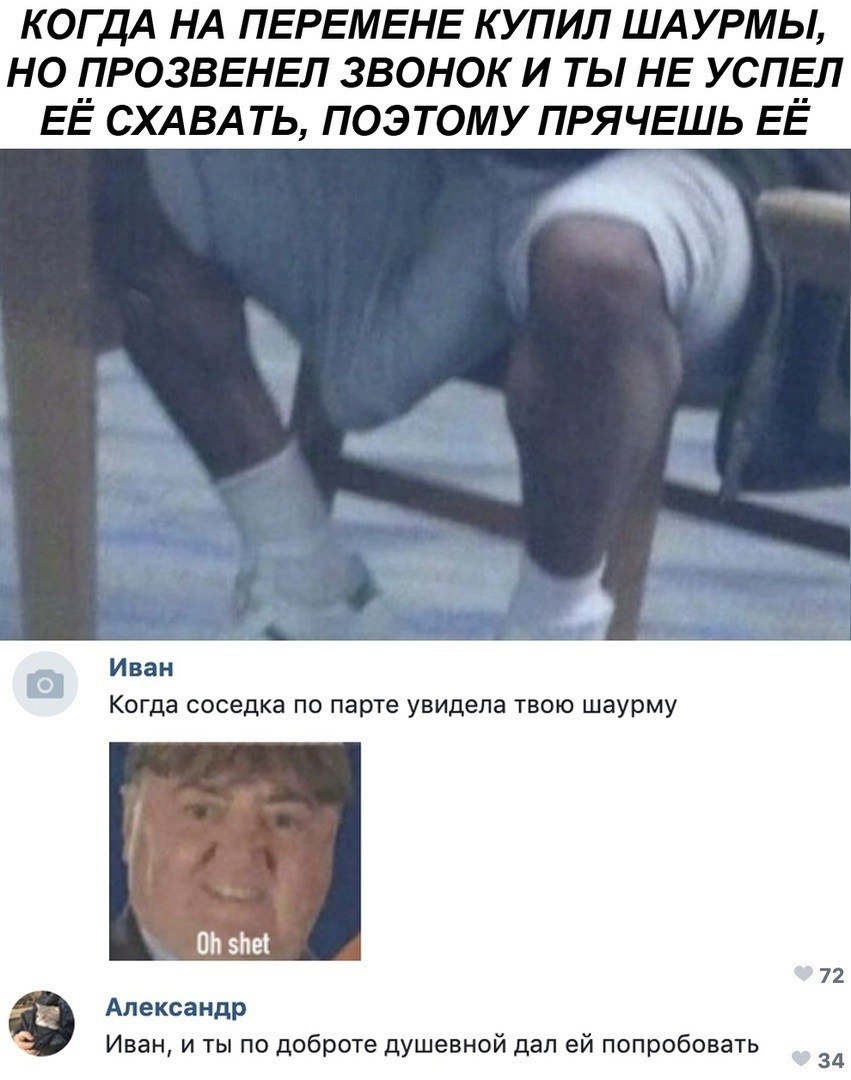 КОГДА НА ПЕРЕМЕНЕ КУПИЛ ШАУРМЫ,
НО ПРОЗВЕНЕЛ ЗВОНОК И ТЫ НЕ УСПЕЛ
ЕЁ СХАВАТЬ, ПОЭТОМУ ПРЯЧЕШЬ ЕЁ
Иван
Когда соседка по парте увидела твою шаурму
Oh shet
72
Александр
Иван, и ты по доброте душевной дал ей попробовать
34